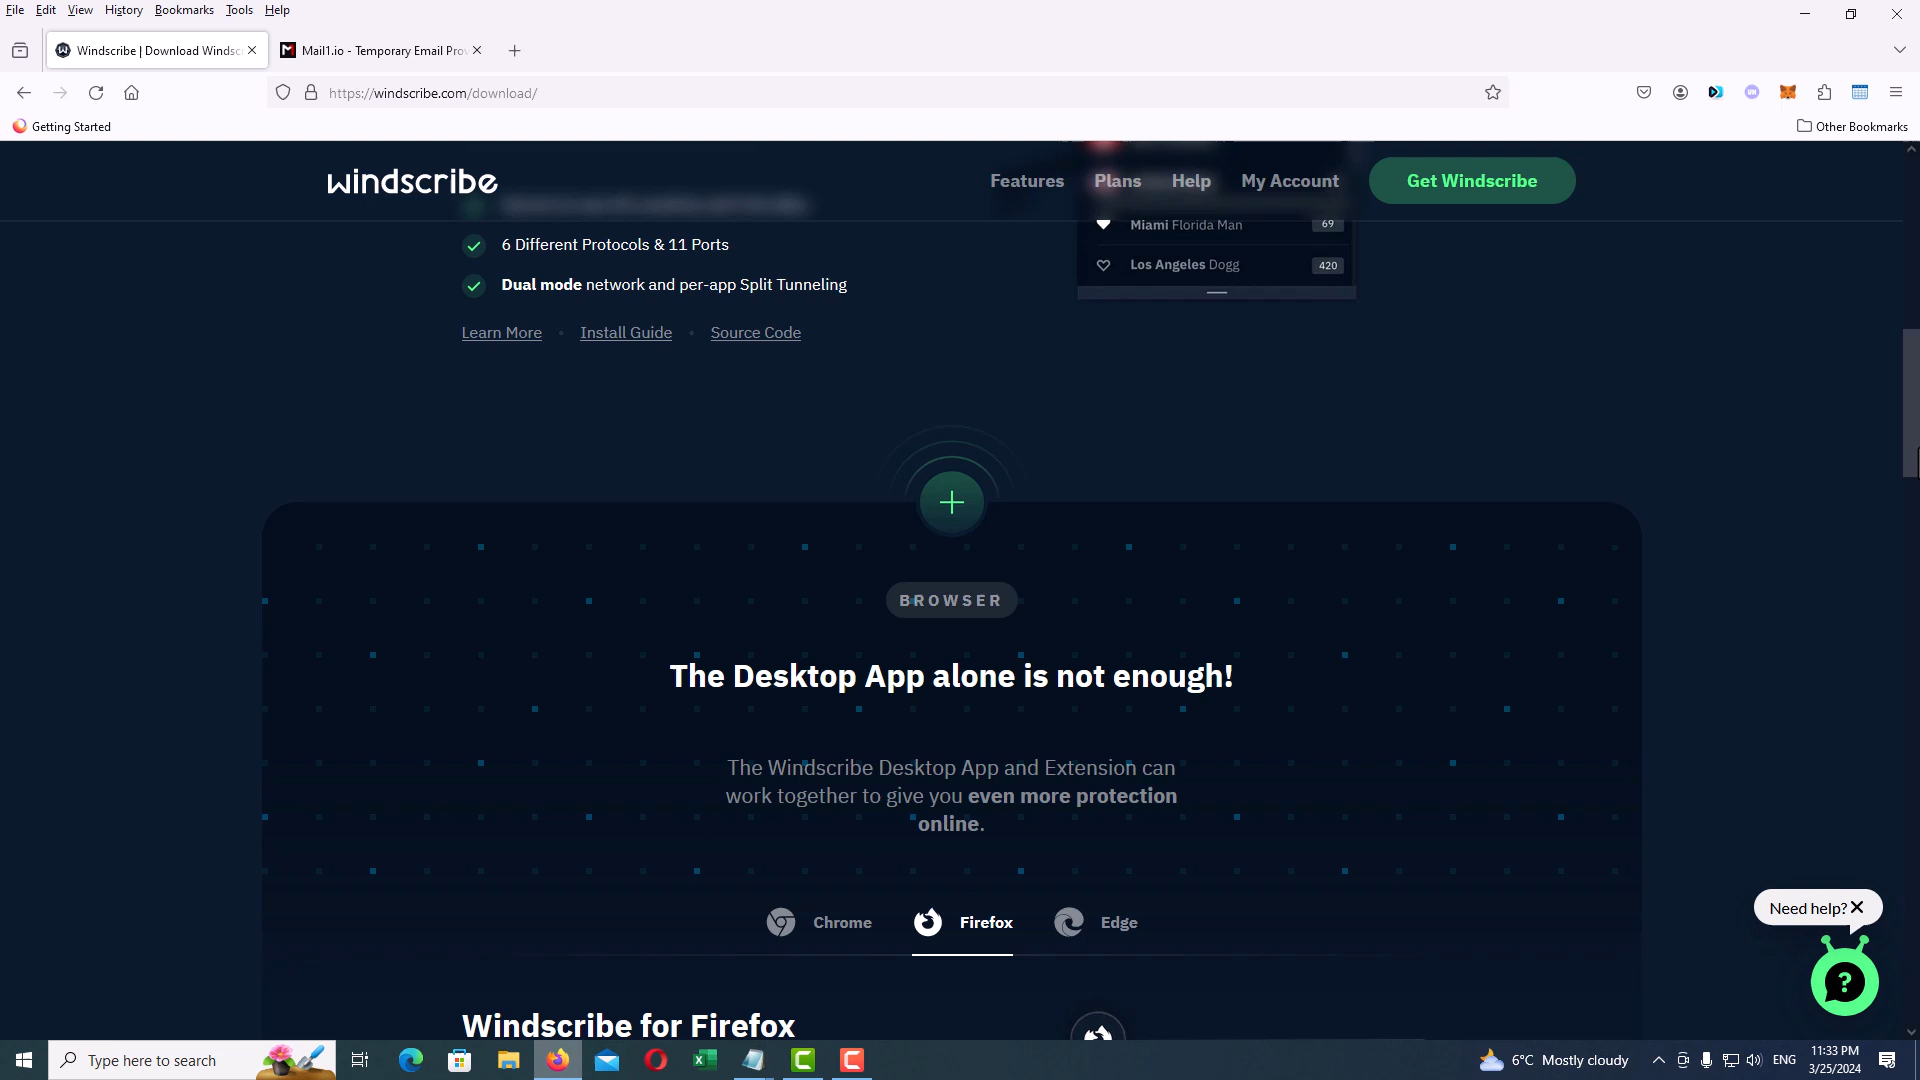 File Edit View History Bookmarks Tools Help
Windscribe | Download Windsc
Mail1.io - Temporary Email Prov
https://windscribe.com/download/
Getting Started
Other Bookmarks
windscribe
Features Plans Help My Account Get Windscribe
6 Different Protocols & 11 Ports
Dual mode network and per-app Split Tunneling
Learn More • Install Guide • Source Code
Miami Florida Man 69
Los Angeles Dogg 420
BROWSER
The Desktop App alone is not enough!
The Windscribe Desktop App and Extension can
work together to give you even more protection
online.
Chrome Firefox Edge
Windscribe for Firefox
Need help?
?
Type here to search
6°C Mostly cloudy
ENG
11:33 PM
3/25/2024